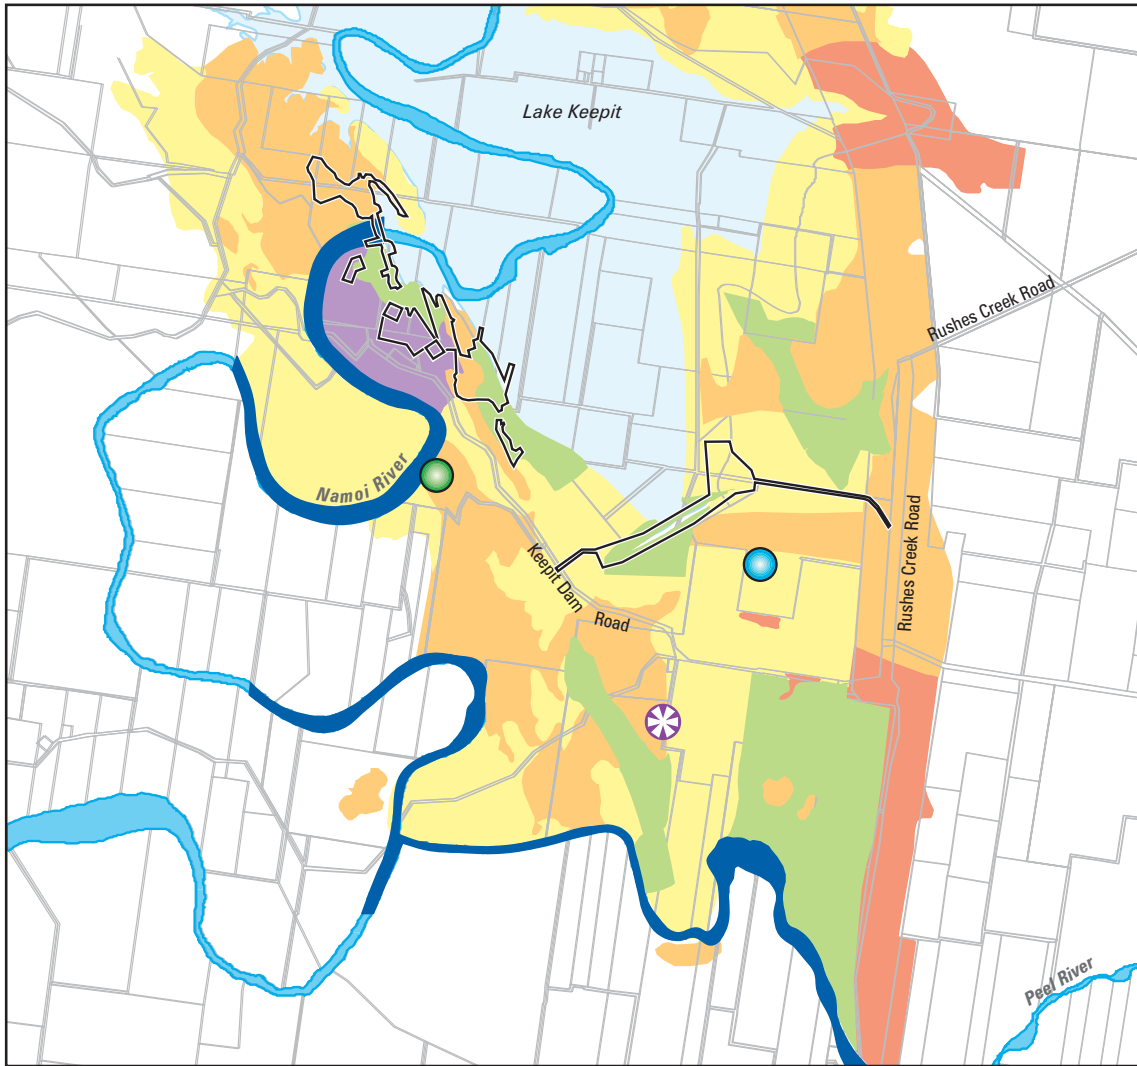 Lake Keepit
Rushes Creek Road
Namoi River
Keepit Dam Road
Rushes Creek Road
Peel River